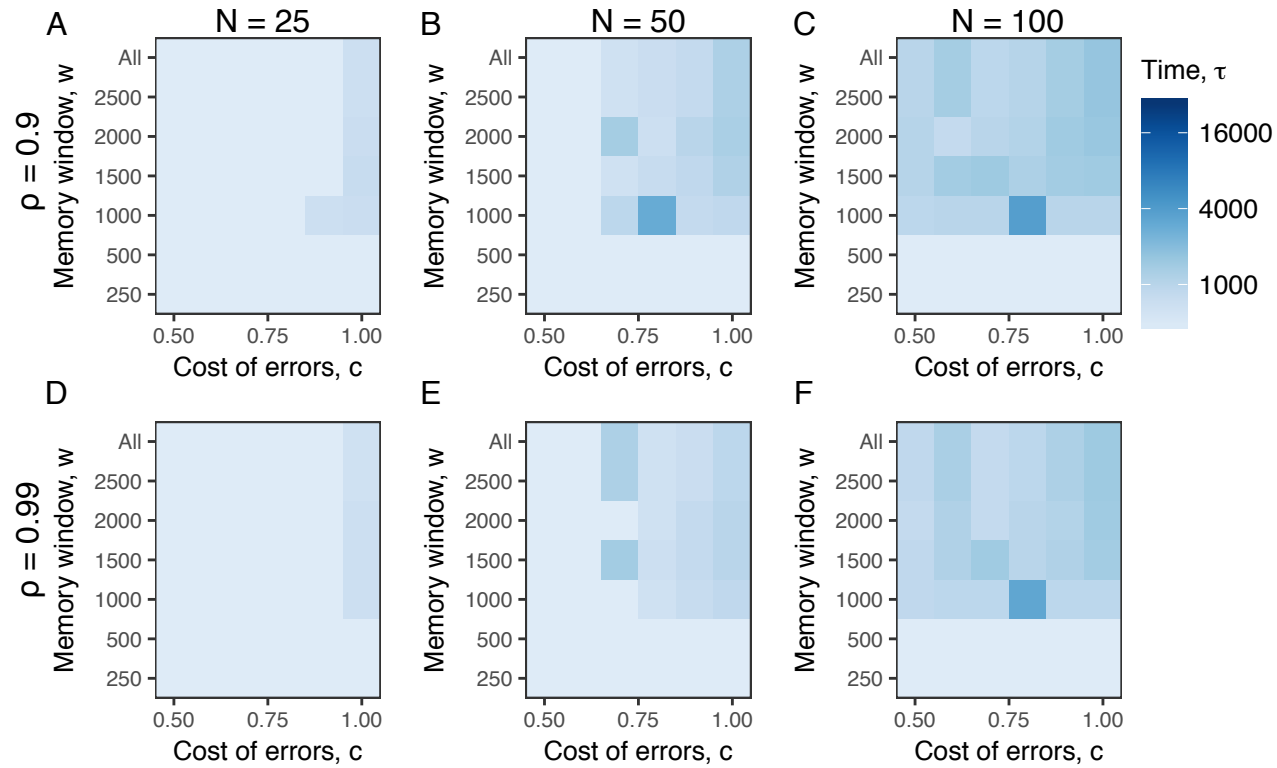 A
N = 25
B
N = 50
C
N = 100
ρ = 0.9
Memory window, w
All
2500
2000
1500
1000
500
250
0.50
0.75
1.00
Cost of errors, c
Memory window, w
All
2500
2000
1500
1000
500
250
0.50
0.75
1.00
Cost of errors, c
Memory window, w
All
2500
2000
1500
1000
500
250
0.50
0.75
1.00
Cost of errors, c
Time, τ
16000
4000
1000
D
E
F
ρ = 0.99
Memory window, w
All
2500
2000
1500
1000
500
250
0.50
0.75
1.00
Cost of errors, c
Memory window, w
All
2500
2000
1500
1000
500
250
0.50
0.75
1.00
Cost of errors, c
Memory window, w
All
2500
2000
1500
1000
500
250
0.50
0.75
1.00
Cost of errors, c